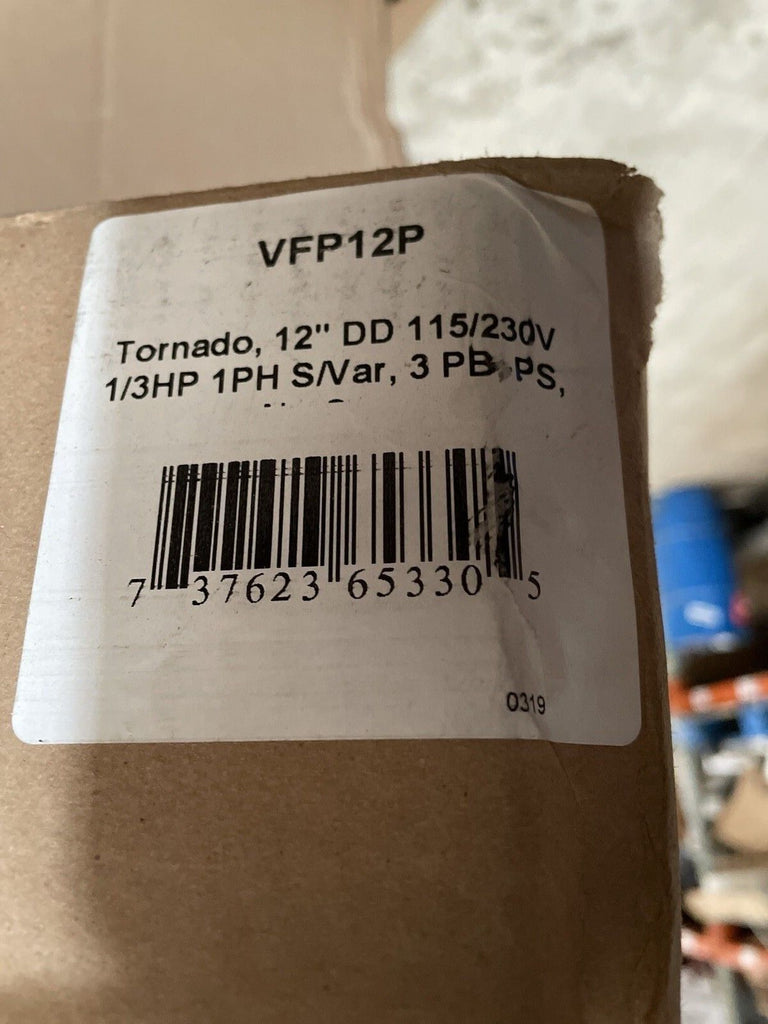 VFP12P
Tornado, 12" DD 115/230V
1/3HP 1PH S/Var, 3 PB, PS,
7 37623 65330 5
0319